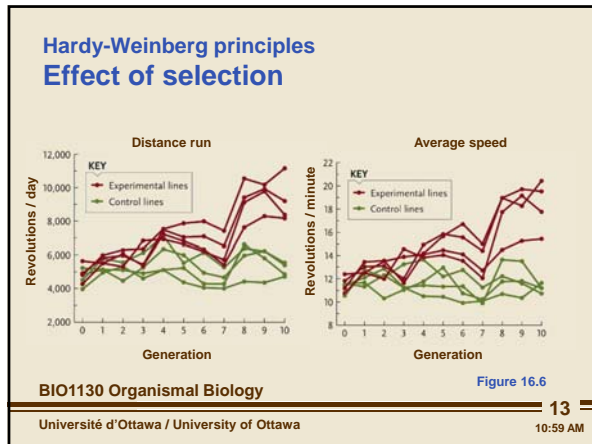 Hardy-Weinberg principles
Effect of selection
Distance run
Revolutions / day
12,000
10,000
8,000
6,000
4,000
2,000
KEY
Experimental lines
Control lines
0 1 2 3 4 5 6 7 8 9 10
Generation
Average speed
Revolutions / minute
22
20
18
16
14
12
10
8
KEY
Experimental lines
Control lines
0 1 2 3 4 5 6 7 8 9 10
Generation
Figure 16.6
BIO1130 Organismal Biology
13
Université d'Ottawa / University of Ottawa
10:59 AM